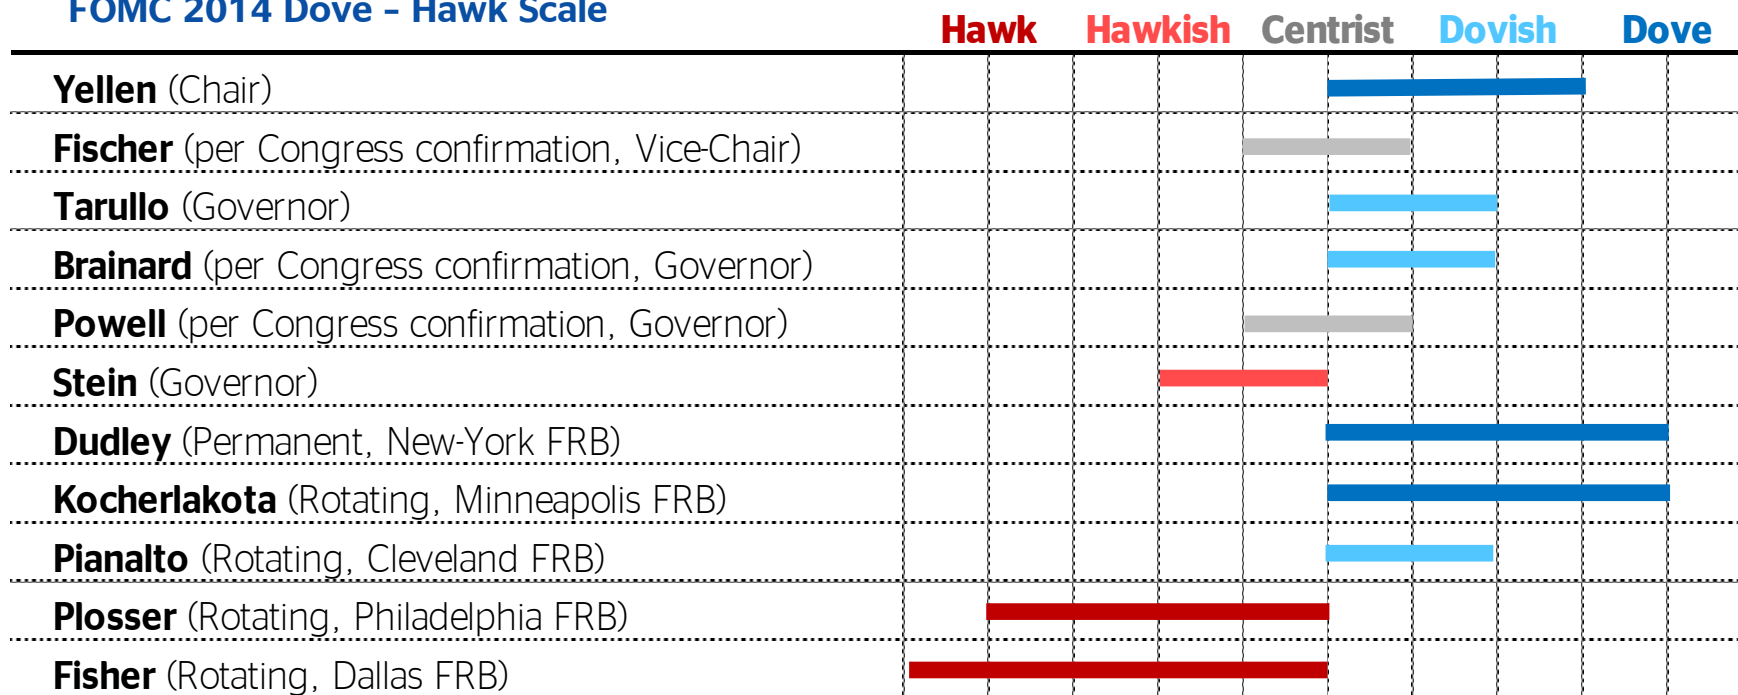 FOMC 2014 Dove – Hawk Scale
Hawk Hawkish Centrist Dovish Dove
Yellen (Chair)
Fischer (per Congress confirmation, Vice-Chair)
Tarullo (Governor)
Brainard (per Congress confirmation, Governor)
Powell (per Congress confirmation, Governor)
Stein (Governor)
Dudley (Permanent, New-York FRB)
Kocherlakota (Rotating, Minneapolis FRB)
Pianalto (Rotating, Cleveland FRB)
Plosser (Rotating, Philadelphia FRB)
Fisher (Rotating, Dallas FRB)